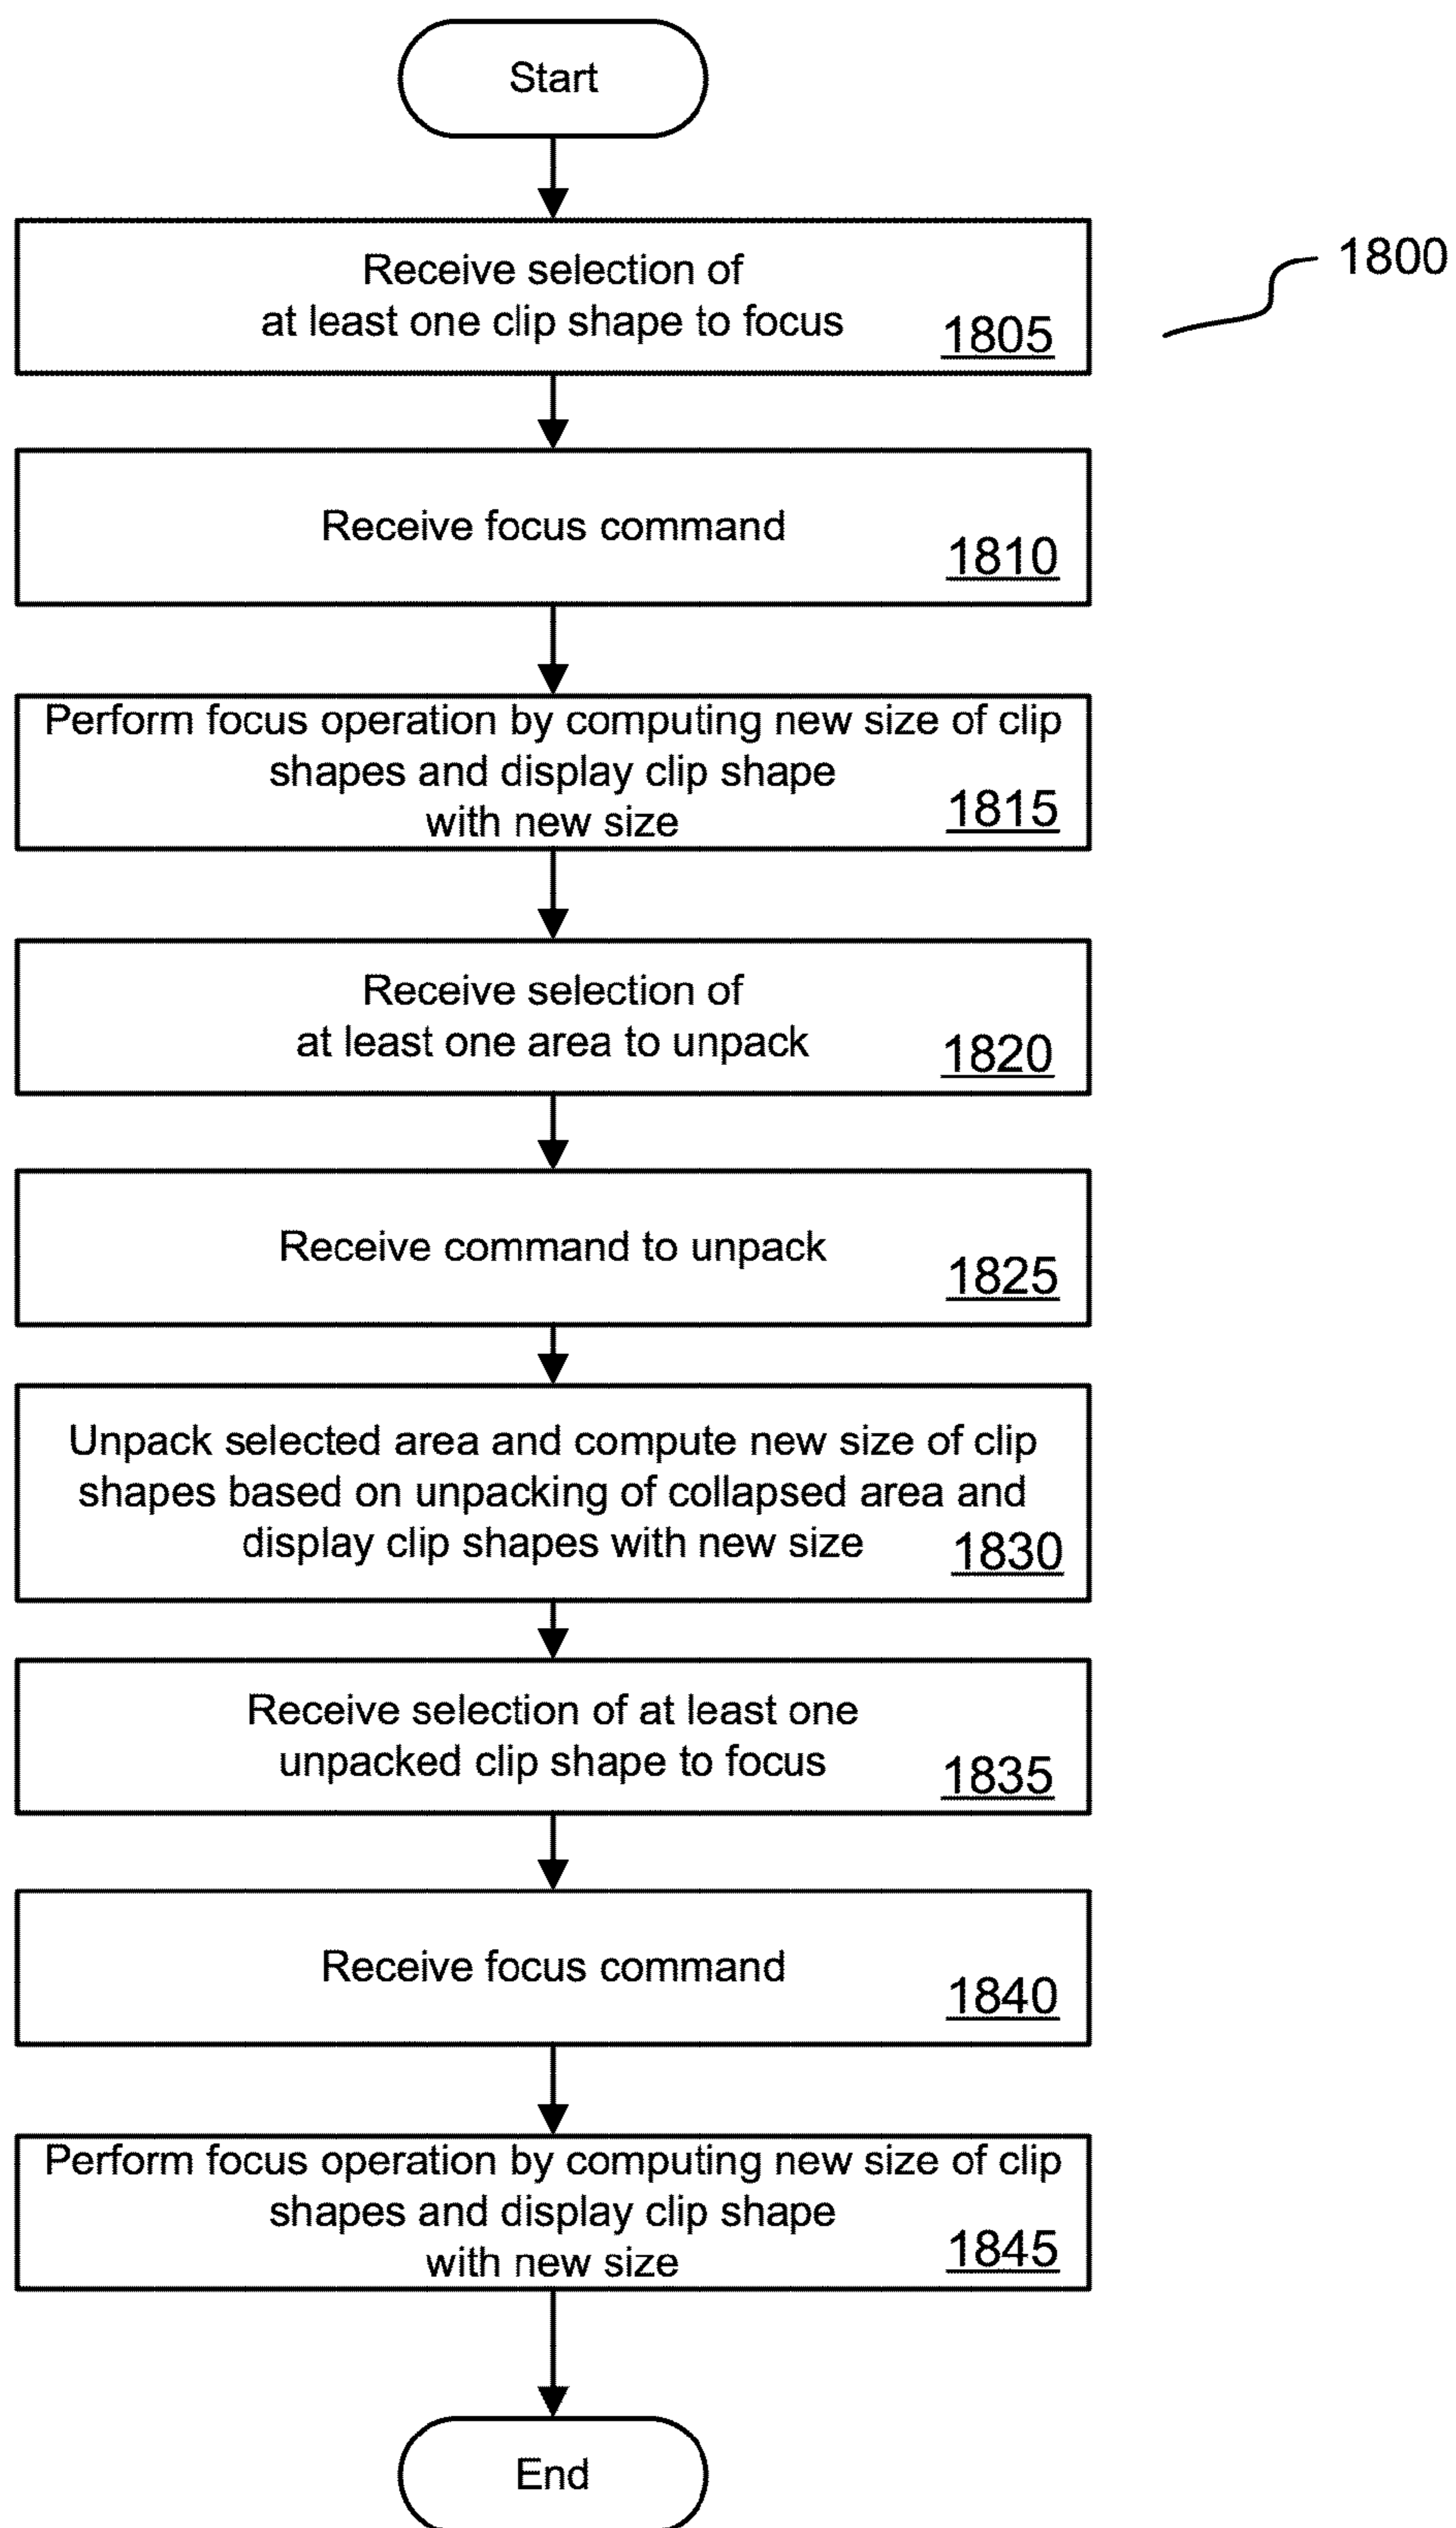 Start
Receive selection of
at least one clip shape to focus
1805
1800
Receive focus command
1810
Perform focus operation by computing new size of clip
shapes and display clip shape
with new size
1815
Receive selection of
at least one area to unpack
1820
Receive command to unpack
1825
Unpack selected area and compute new size of clip
shapes based on unpacking of collapsed area and
display clip shapes with new size
1830
Receive selection of at least one
unpacked clip shape to focus
1835
Receive focus command
1840
Perform focus operation by computing new size of clip
shapes and display clip shape
with new size
1845
End